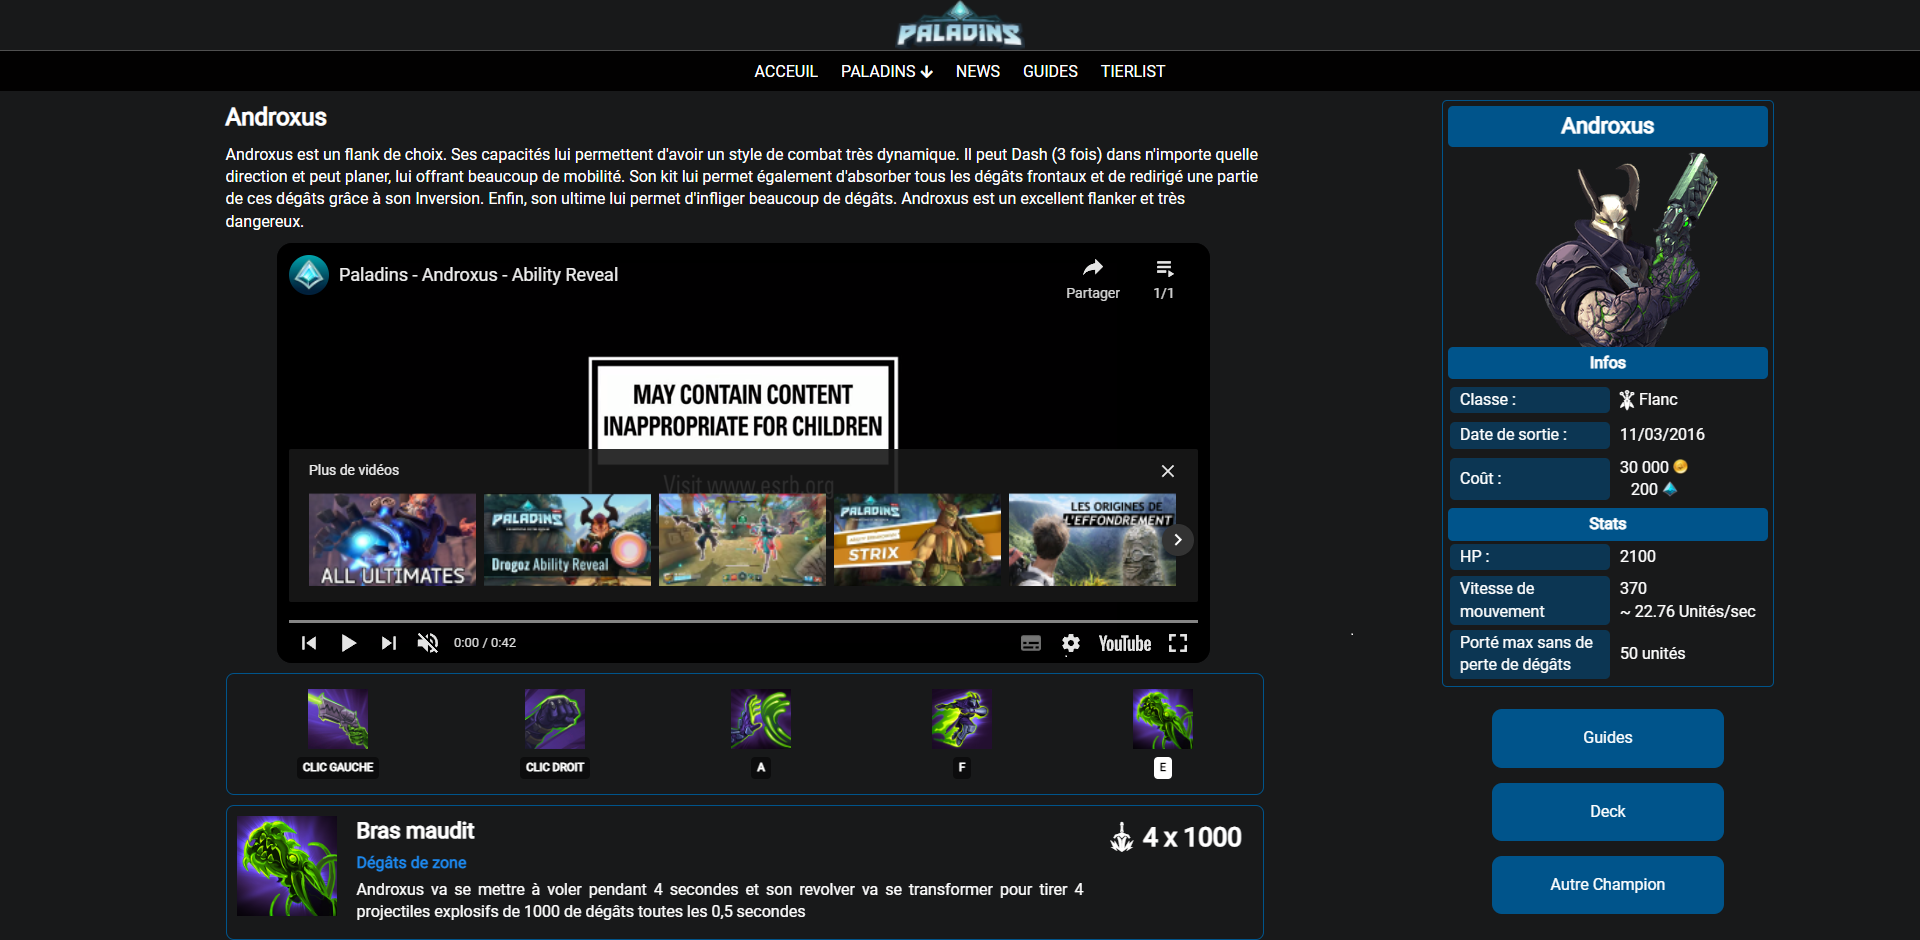 PALADINS
ACCEUIL PALADINS NEWS GUIDES TIERLIST
Androxus
Androxus est un flank de choix. Ses capacités lui permettent d'avoir un style de combat très dynamique. Il peut Dash (3 fois) dans n'importe quelle
direction et peut planer, lui offrant beaucoup de mobilité. Son kit lui permet également d'absorber tous les dégâts frontaux et de redirigé une partie
de ces dégâts grâce à son Inversion. Enfin, son ultime lui permet d'infliger beaucoup de dégâts. Androxus est un excellent flanker et très
dangereux.
Paladins - Androxus - Ability Reveal
Partager
1/1
MAY CONTAIN CONTENT
INAPPROPRIATE FOR CHILDREN
Visit www.esrb.org
Plus de vidéos
ALL ULTIMATES
PALADINS
Drogoz Ability Reveal
PALADINS
STRIX
LES ORIGINES DE
L'EFFONDREMENT
0:00 / 0:42
YouTube
CLIC GAUCHE
CLIC DROIT
A
F
E
Bras maudit
4 x 1000
Dégâts de zone
Androxus va se mettre à voler pendant 4 secondes et son revolver va se transformer pour tirer 4
projectiles explosifs de 1000 de dégâts toutes les 0,5 secondes
Androxus
Infos
Classe : Flanc
Date de sortie : 11/03/2016
Coût : 30 000
200
Stats
HP : 2100
Vitesse de
mouvement
370
~ 22.76 Unités/sec
Porté max sans de
perte de dégâts
50 unités
Guides
Deck
Autre Champion